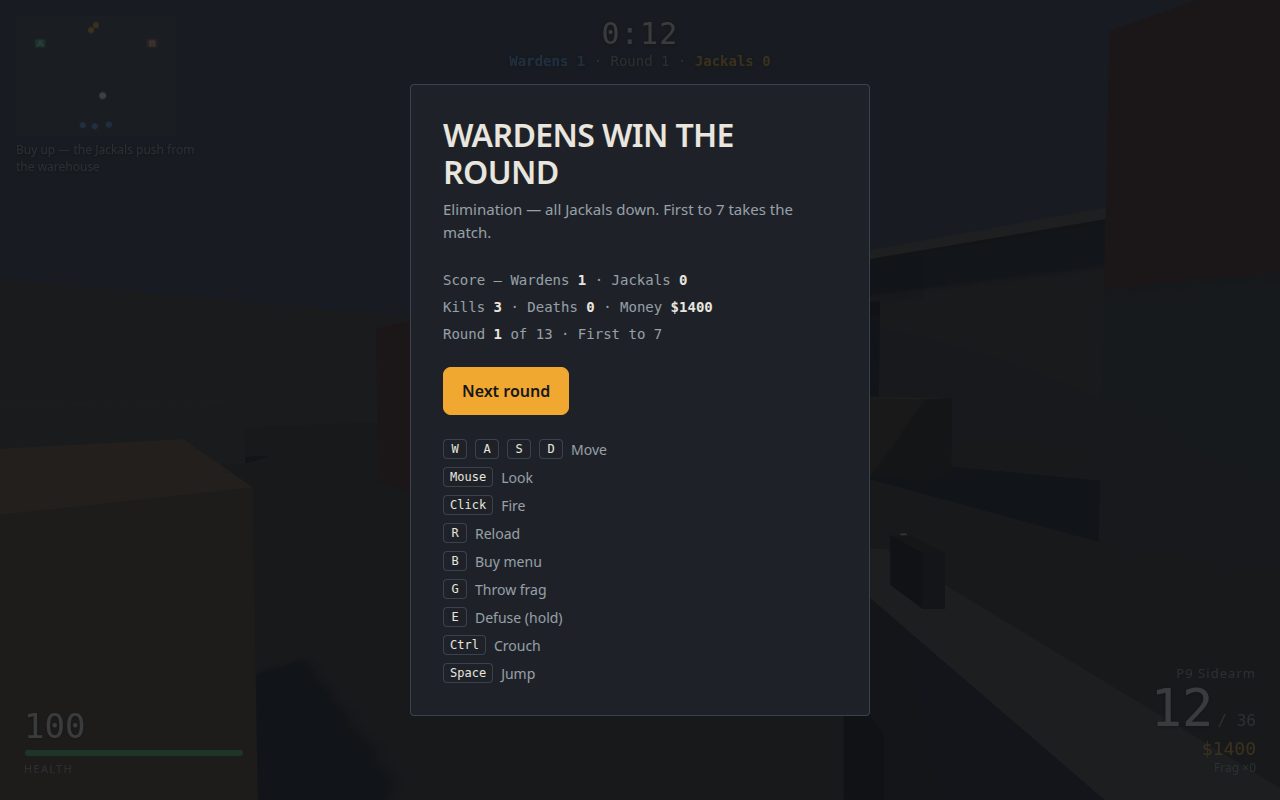 0:12
Wardens 1 · Round 1 · Jackals 0
A
B
Buy up — the Jackals push from
the warehouse
WARDENS WIN THE
ROUND
Elimination — all Jackals down. First to 7 takes the
match.
Score — Wardens 1 · Jackals 0
Kills 3 · Deaths 0 · Money $1400
Round 1 of 13 · First to 7
Next round
W A S D Move
Mouse Look
Click Fire
R Reload
B Buy menu
G Throw frag
E Defuse (hold)
Ctrl Crouch
Space Jump
100
HEALTH
P9 Sidearm
12 / 36
$1400
Frag ×0